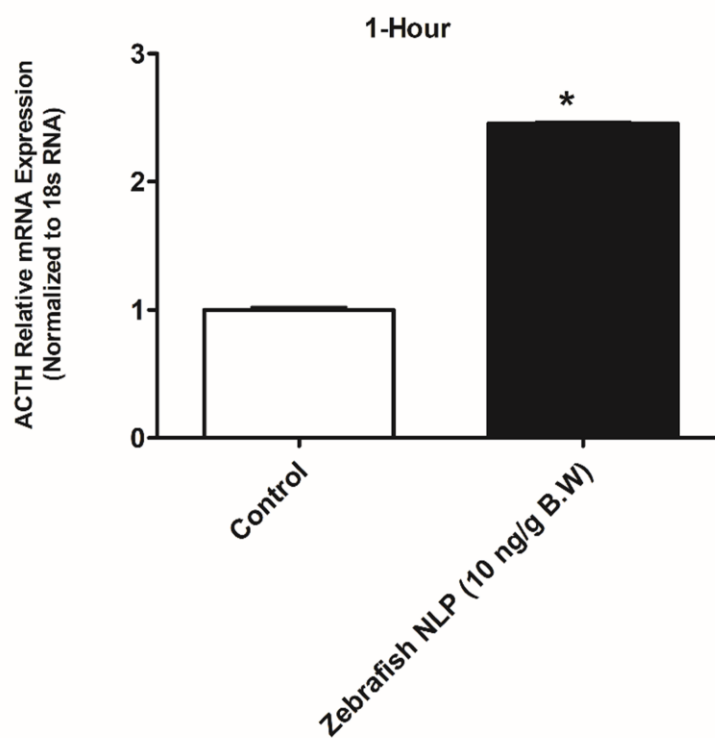 1-Hour
ACTH Relative mRNA Expression
(Normalized to 18s RNA)
3
2
1
0
*
Control
Zebrafish NLP (10 ng/g B.W)